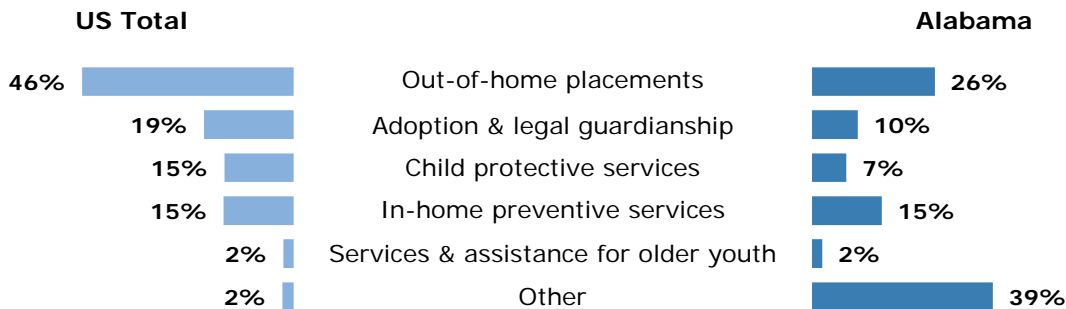 US Total Alabama
46% Out-of-home placements 26%
19% Adoption & legal guardianship 10%
15% Child protective services 7%
15% In-home preventive services 15%
2% Services & assistance for older youth 2%
2% Other 39%